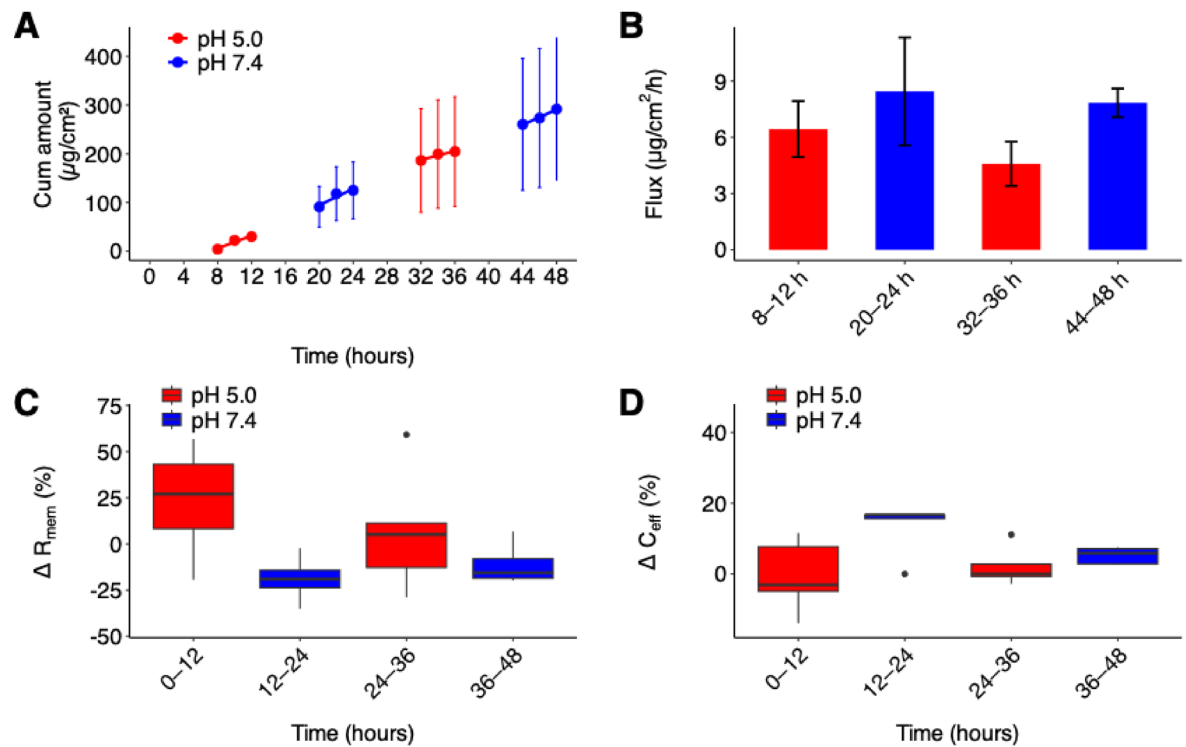 A
pH 5.0
pH 7.4
Cum amount
(µg/cm²)
400
300
200
100
0
0 4 8 12 16 20 24 28 32 36 40 44 48
Time (hours)
B
Flux (µg/cm²/h)
9
6
3
0
8–12 h
20–24 h
32–36 h
44–48 h
C
pH 5.0
pH 7.4
Δ Rmem (%)
75
50
25
0
-25
-50
0–12
12–24
24–36
36–48
Time (hours)
D
pH 5.0
pH 7.4
Δ Ceff (%)
40
20
0
0–12
12–24
24–36
36–48
Time (hours)